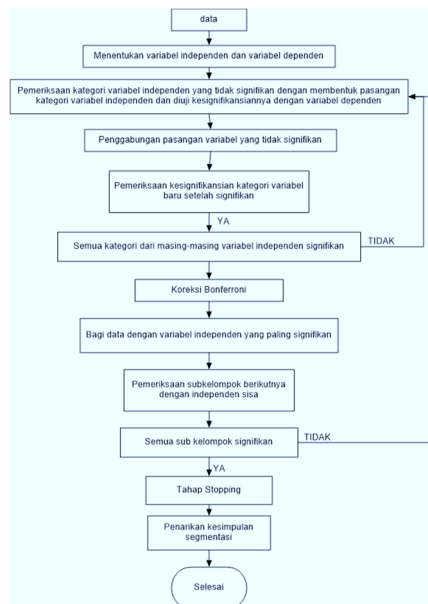 data
Menentukan variabel independen dan variabel dependen
Pemeriksaan kategori variabel independen yang tidak signifikan dengan membentuk pasangan
kategori variabel independen dan diuji kesignifikansiannya dengan variabel dependen
Penggabungan pasangan variabel yang tidak signifikan
Pemeriksaan kesignifikansian kategori variabel
baru setelah signifikan
YA
Semua kategori dari masing-masing variabel independen signifikan
TIDAK
Koreksi Bonferroni
Bagi data dengan variabel independen yang paling signifikan
Pemeriksaan subkelompok berikutnya
dengan independen sisa
Semua sub kelompok signifikan
TIDAK
YA
Tahap Stopping
Penarikan kesimpulan
segmentasi
Selesai